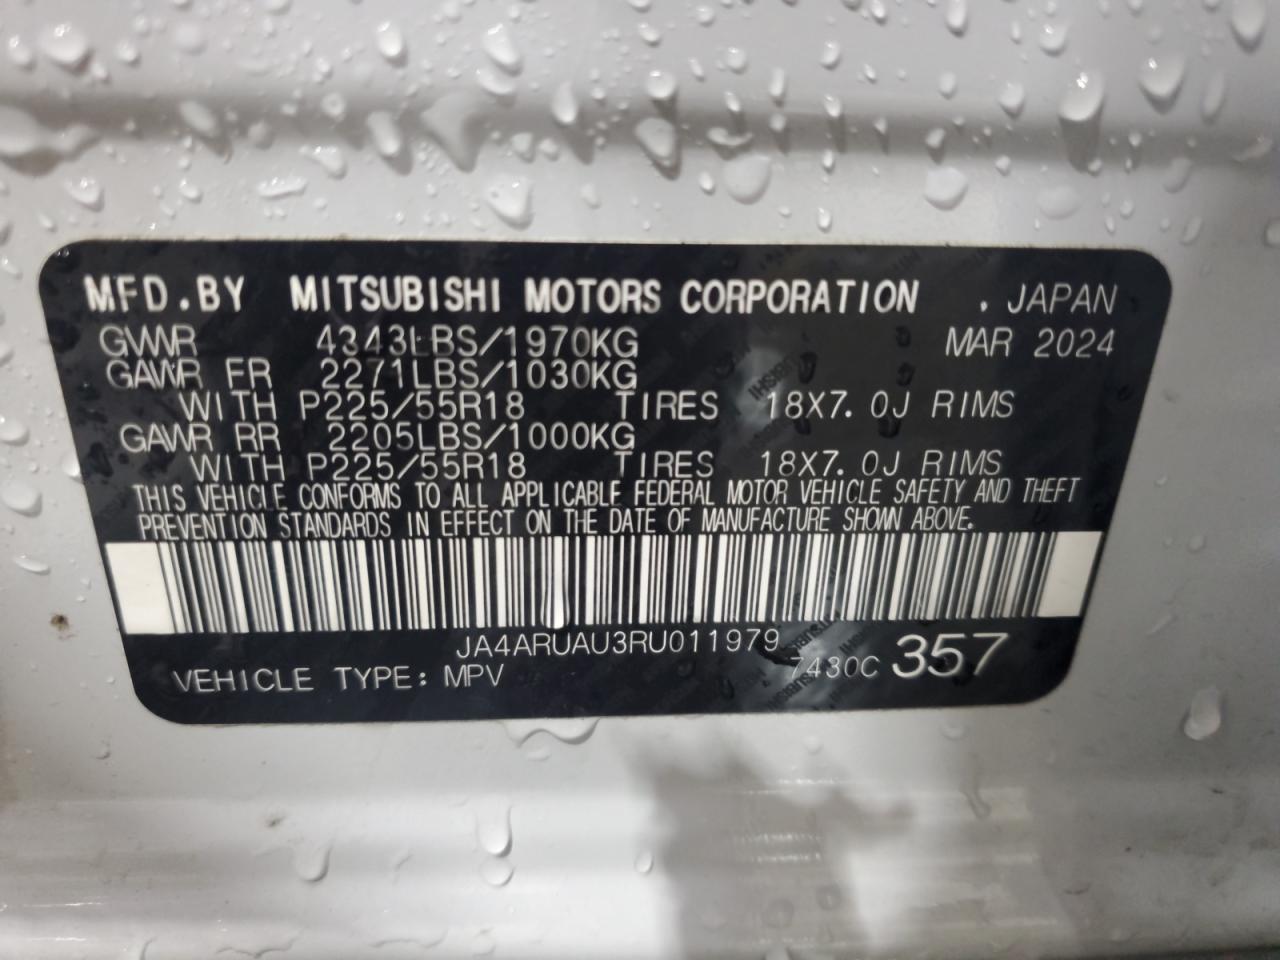 MFD.BY MITSUBISHI MOTORS CORPORATION , JAPAN
GVWR 4343LBS/1970KG MAR 2024
GAWR FR 2271LBS/1030KG
WITH P225/55R18 TIRES 18X7.0J RIMS
GAWR RR 2205LBS/1000KG
WITH P225/55R18 TIRES 18X7.0J RIMS
THIS VEHICLE CONFORMS TO ALL APPLICABLE FEDERAL MOTOR VEHICLE SAFETY AND THEFT
PREVENTION STANDARDS IN EFFECT ON THE DATE OF MANUFACTURE SHOWN ABOVE.
JA4ARUAU3RU011979
VEHICLE TYPE: MPV 7430C 357